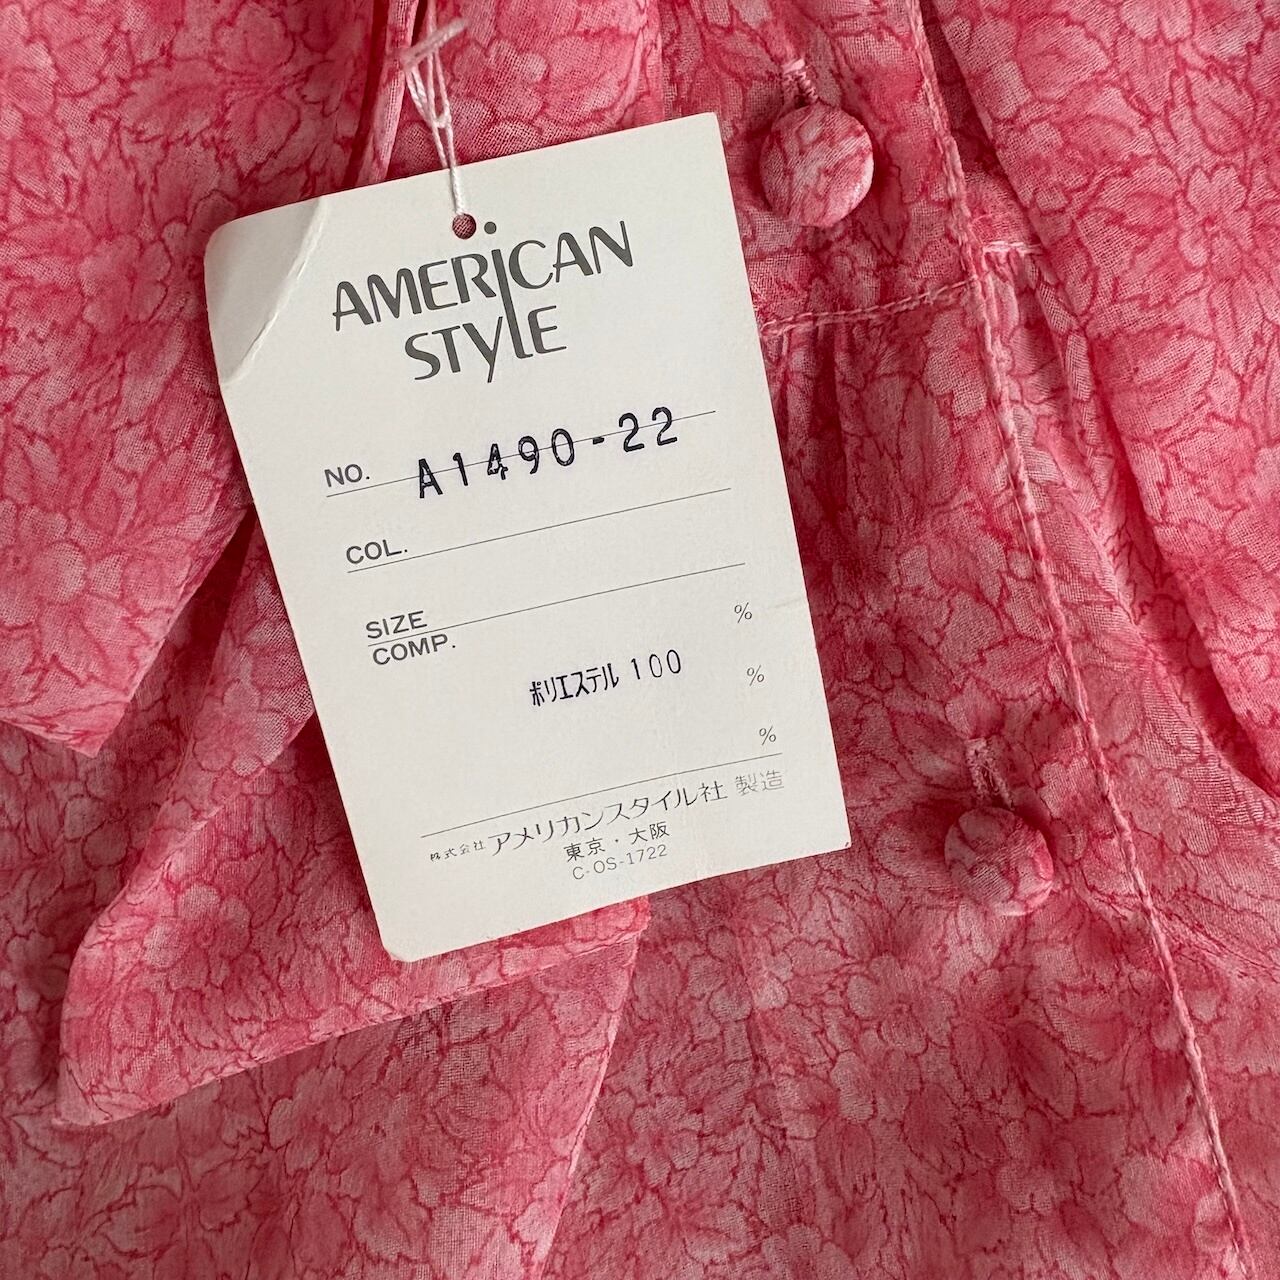 AMERICAN
STYLE
NO. A1490-22
COL.
SIZE
COMP. %
ポリエステル 100 %
%
株式会社 アメリカンスタイル社 製造
東京・大阪
C-OS-1722